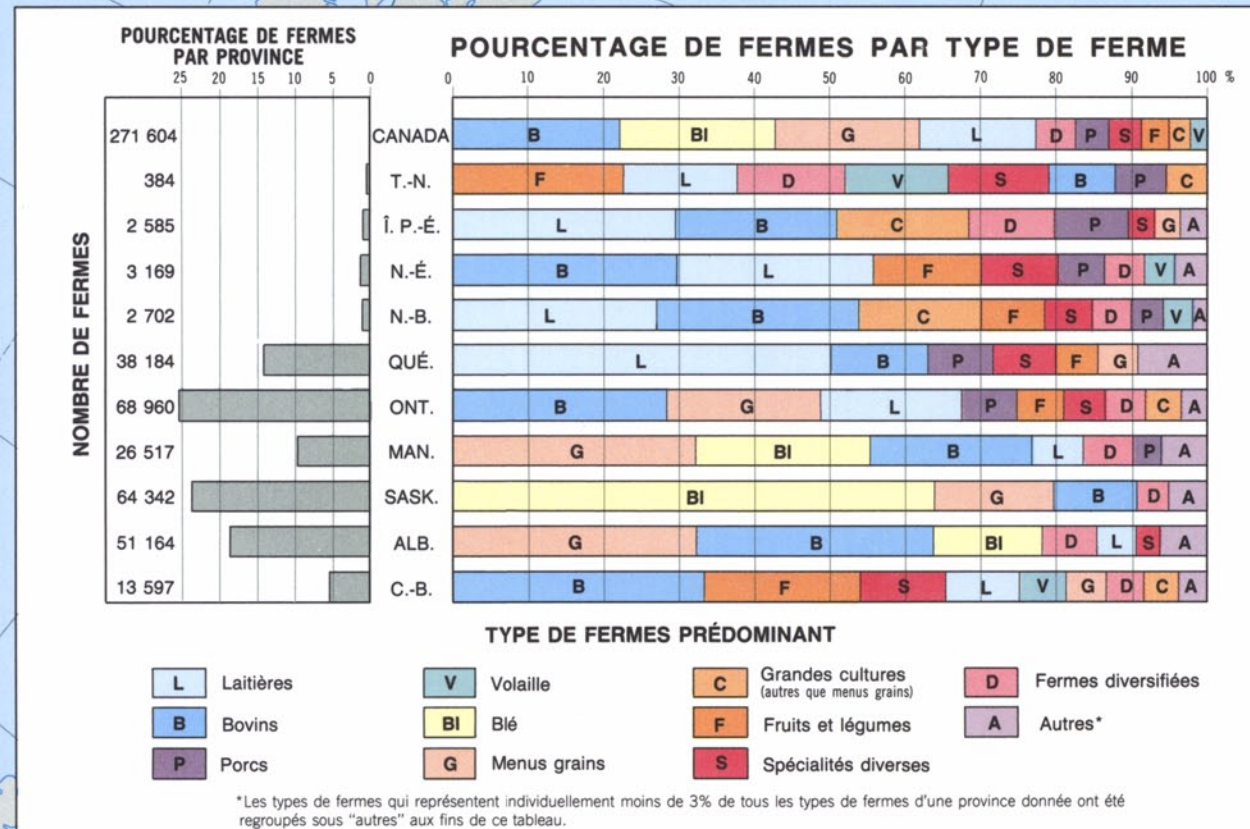 POURCENTAGE DE FERMES
PAR PROVINCE
25 20 15 10 5 0
POURCENTAGE DE FERMES PAR TYPE DE FERME
0 10 20 30 40 50 60 70 80 90 100 %
NOMBRE DE FERMES
271 604 CANADA B BI G L D P S F C V
384 T.-N. F L D V S B P C
2 585 Î. P.-É. L B C D P S G A
3 169 N.-É. B L F S P D V A
2 702 N.-B. L B C F S D P V A
38 184 QUÉ. L B P S F G A
68 960 ONT. B G L P F S D C A
26 517 MAN. G BI B L D P A
64 342 SASK. BI G B D A
51 164 ALB. G B BI D L S A
13 597 C.-B. B F S L V G D C A
TYPE DE FERMES PRÉDOMINANT
L Laitières
B Bovins
P Porcs
V Volaille
BI Blé
G Menus grains
C Grandes cultures
(autres que menus grains)
F Fruits et légumes
S Spécialités diverses
D Fermes diversifiées
A Autres*
*Les types de fermes qui représentent individuellement moins de 3% de tous les types de fermes d'une province donnée ont été
regroupés sous "autres" aux fins de ce tableau.